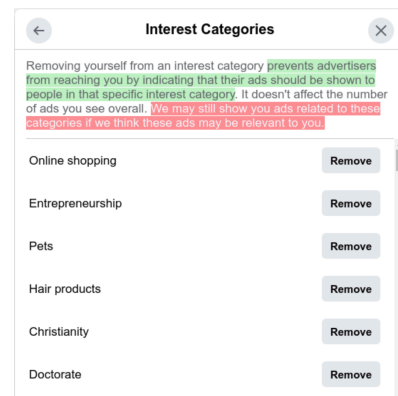 Interest Categories
Removing yourself from an interest category prevents advertisers
from reaching you by indicating that their ads should be shown to
people in that specific interest category. It doesn't affect the number
of ads you see overall. We may still show you ads related to these
categories if we think these ads may be relevant to you.
Online shopping Remove
Entrepreneurship Remove
Pets Remove
Hair products Remove
Christianity Remove
Doctorate Remove